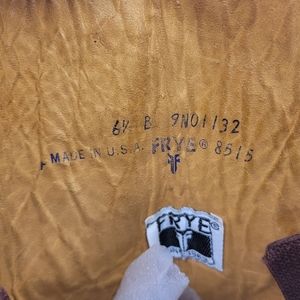 6½ B 9N01132
MADE IN U.S.A. FRYE® 8515
FRYE®